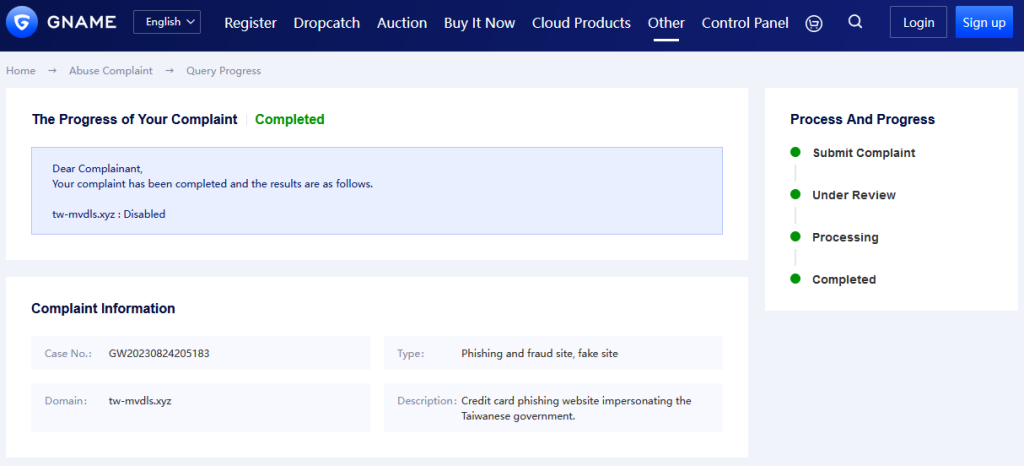 GNAME English Register Dropcatch Auction Buy It Now Cloud Products Other Control Panel Login Sign up
Home → Abuse Complaint → Query Progress
The Progress of Your Complaint Completed
Dear Complainant,
Your complaint has been completed and the results are as follows.
tw-mvdls.xyz : Disabled
Process And Progress
Submit Complaint
Under Review
Processing
Completed
Complaint Information
Case No.: GW20230824205183
Type: Phishing and fraud site, fake site
Domain: tw-mvdls.xyz
Description: Credit card phishing website impersonating the
Taiwanese government.